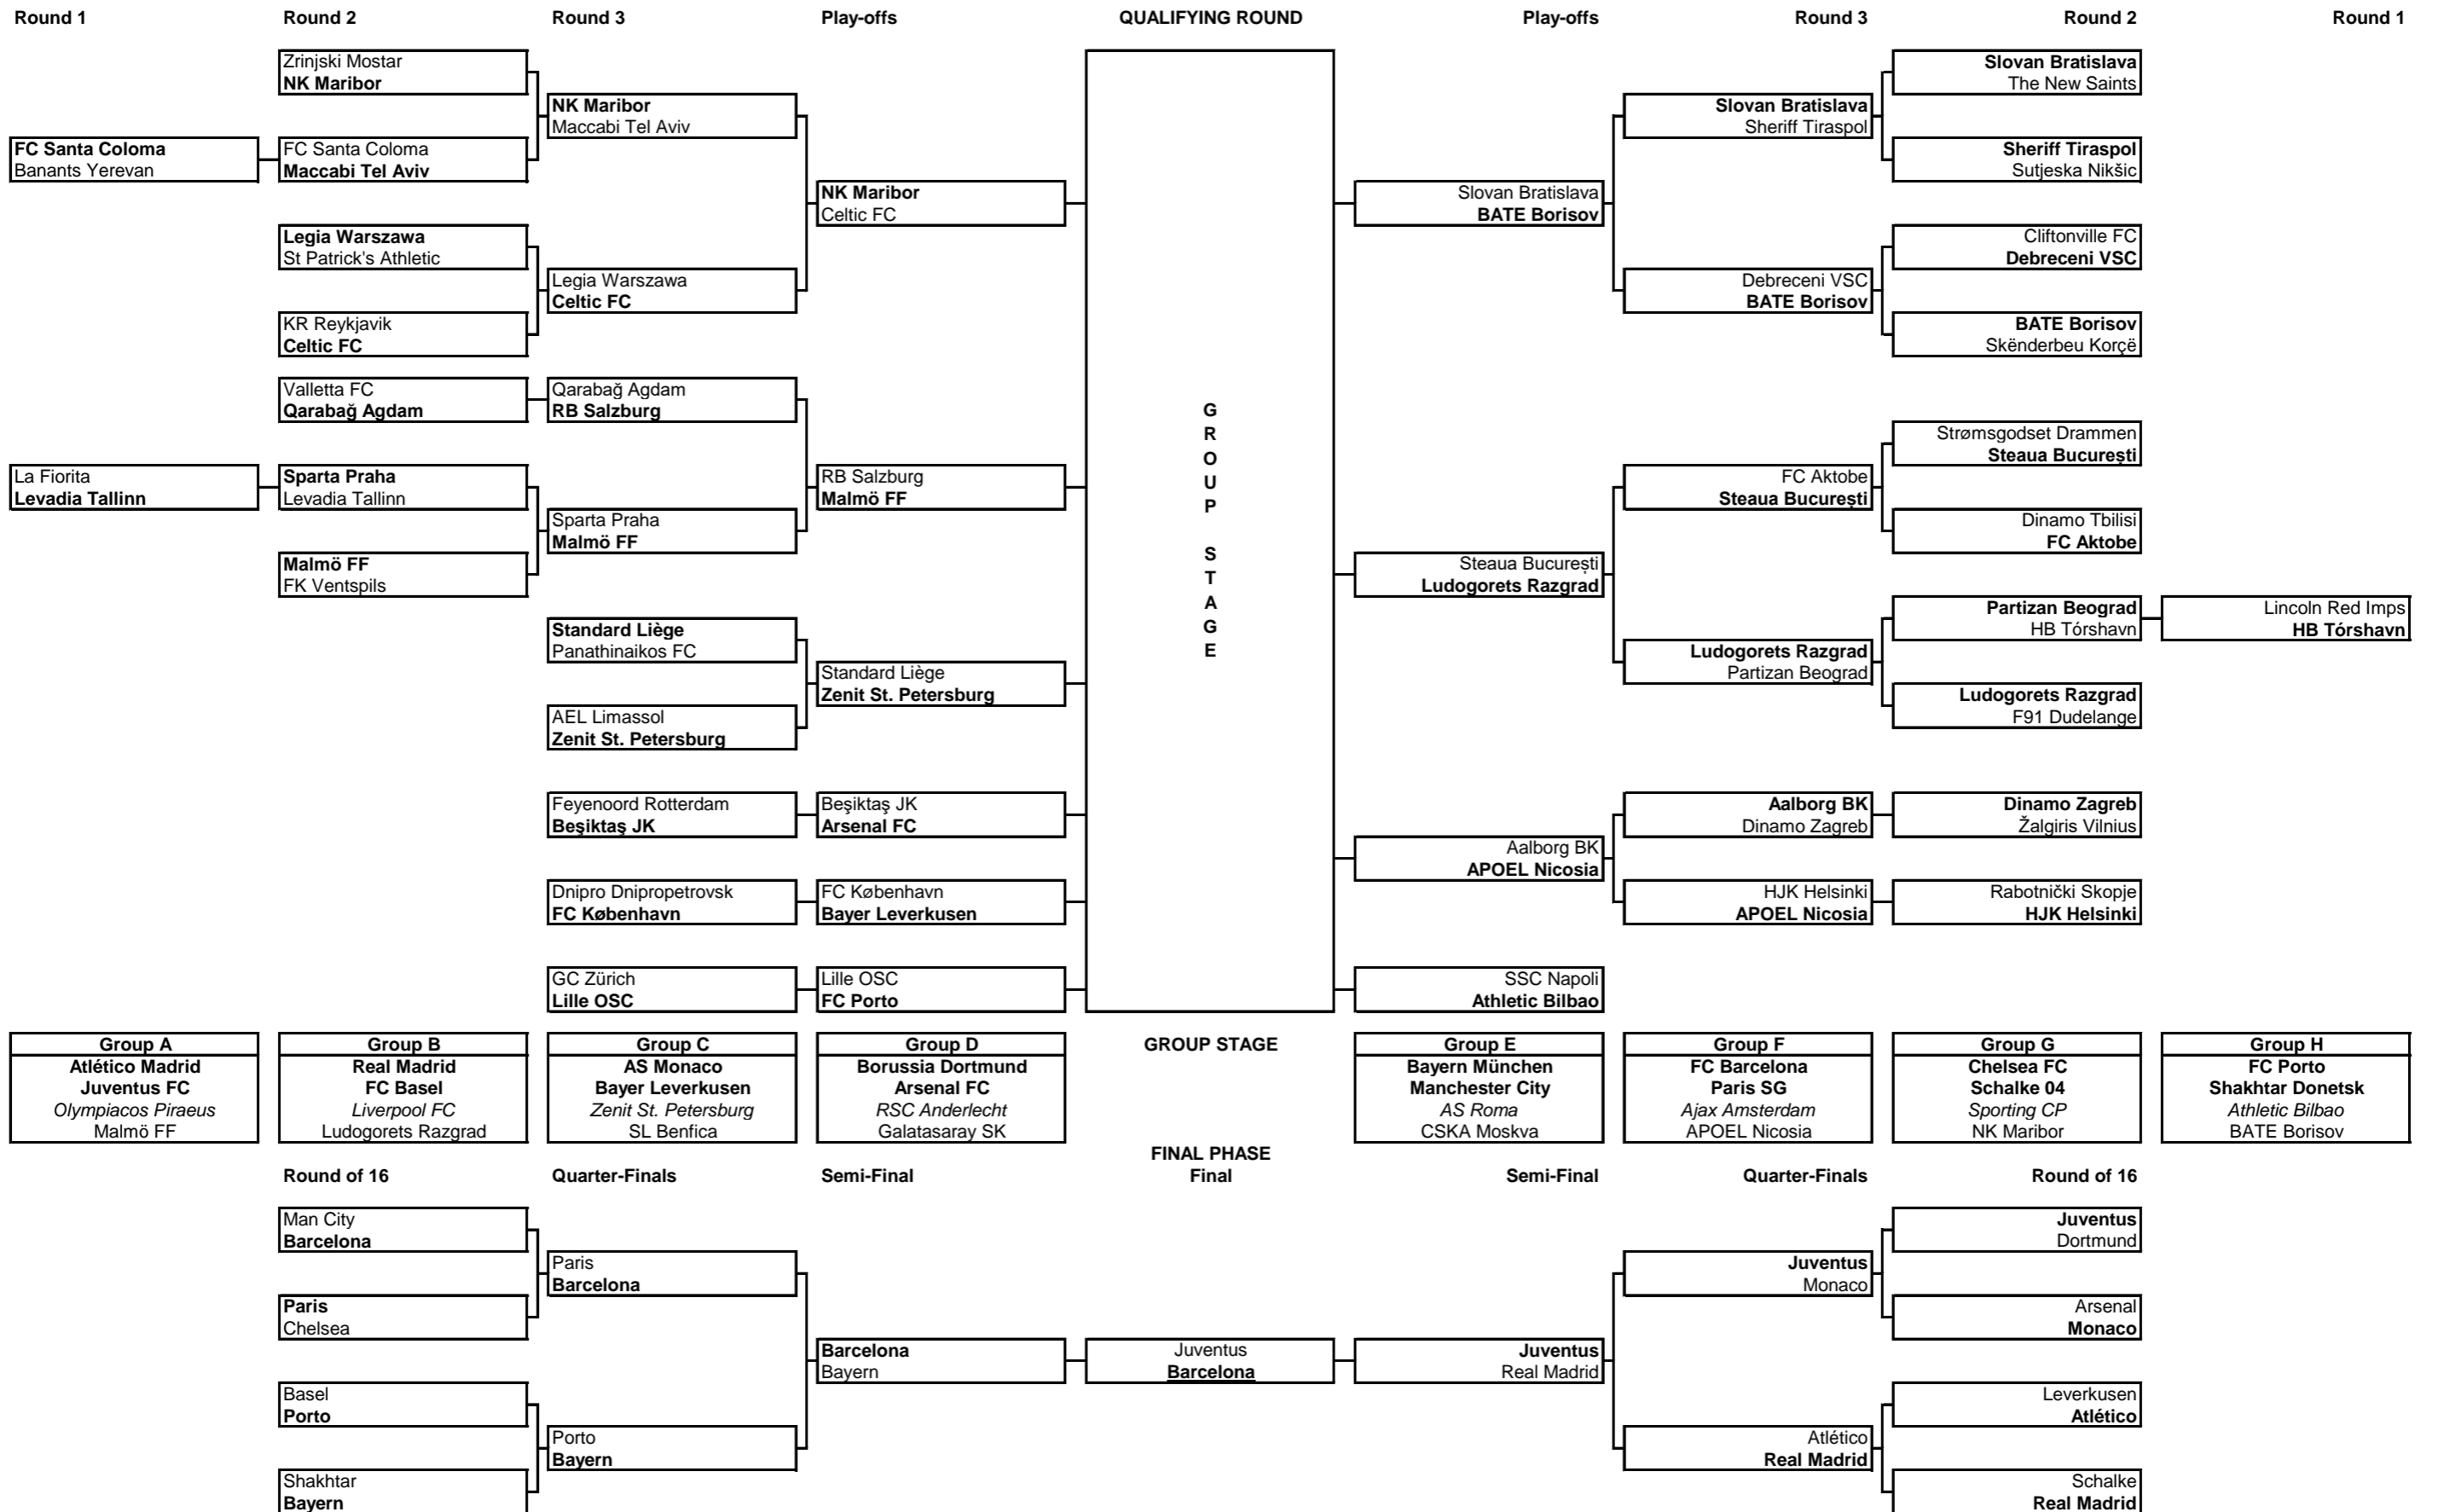 Round 1
Round 2
Round 3
Play-offs
QUALIFYING ROUND
Play-offs
Round 3
Round 2
Round 1
Zrinjski Mostar
NK Maribor
FC Santa Coloma
Banants Yerevan
FC Santa Coloma
Maccabi Tel Aviv
NK Maribor
Maccabi Tel Aviv
Legia Warszawa
St Patrick's Athletic
KR Reykjavik
Celtic FC
Legia Warszawa
Celtic FC
NK Maribor
Celtic FC
Valletta FC
Qarabağ Agdam
Qarabağ Agdam
RB Salzburg
La Fiorita
Levadia Tallinn
Sparta Praha
Levadia Tallinn
Malmö FF
FK Ventspils
Sparta Praha
Malmö FF
RB Salzburg
Malmö FF
Standard Liège
Panathinaikos FC
AEL Limassol
Zenit St. Petersburg
Standard Liège
Zenit St. Petersburg
Feyenoord Rotterdam
Beşiktaş JK
Beşiktaş JK
Arsenal FC
Dnipro Dnipropetrovsk
FC København
FC København
Bayer Leverkusen
GC Zürich
Lille OSC
Lille OSC
FC Porto
G
R
O
U
P
S
T
A
G
E
Slovan Bratislava
BATE Borisov
Slovan Bratislava
Sheriff Tiraspol
Slovan Bratislava
The New Saints
Sheriff Tiraspol
Sutjeska Nikšic
Debreceni VSC
BATE Borisov
Cliftonville FC
Debreceni VSC
BATE Borisov
Skënderbeu Korçë
Steaua București
Ludogorets Razgrad
FC Aktobe
Steaua București
Strømsgodset Drammen
Steaua București
Dinamo Tbilisi
FC Aktobe
Ludogorets Razgrad
Partizan Beograd
Partizan Beograd
HB Tórshavn
Lincoln Red Imps
HB Tórshavn
Ludogorets Razgrad
F91 Dudelange
Aalborg BK
APOEL Nicosia
Aalborg BK
Dinamo Zagreb
Dinamo Zagreb
Žalgiris Vilnius
HJK Helsinki
APOEL Nicosia
Rabotnički Skopje
HJK Helsinki
SSC Napoli
Athletic Bilbao
GROUP STAGE
Group A
Atlético Madrid
Juventus FC
Olympiacos Piraeus
Malmö FF
Group B
Real Madrid
FC Basel
Liverpool FC
Ludogorets Razgrad
Group C
AS Monaco
Bayer Leverkusen
Zenit St. Petersburg
SL Benfica
Group D
Borussia Dortmund
Arsenal FC
RSC Anderlecht
Galatasaray SK
Group E
Bayern München
Manchester City
AS Roma
CSKA Moskva
Group F
FC Barcelona
Paris SG
Ajax Amsterdam
APOEL Nicosia
Group G
Chelsea FC
Schalke 04
Sporting CP
NK Maribor
Group H
FC Porto
Shakhtar Donetsk
Athletic Bilbao
BATE Borisov
FINAL PHASE
Round of 16
Quarter-Finals
Semi-Final
Final
Semi-Final
Quarter-Finals
Round of 16
Man City
Barcelona
Paris
Chelsea
Paris
Barcelona
Basel
Porto
Shakhtar
Bayern
Porto
Bayern
Barcelona
Bayern
Juventus
Barcelona
Juventus
Real Madrid
Juventus
Monaco
Juventus
Dortmund
Arsenal
Monaco
Atlético
Real Madrid
Leverkusen
Atlético
Schalke
Real Madrid